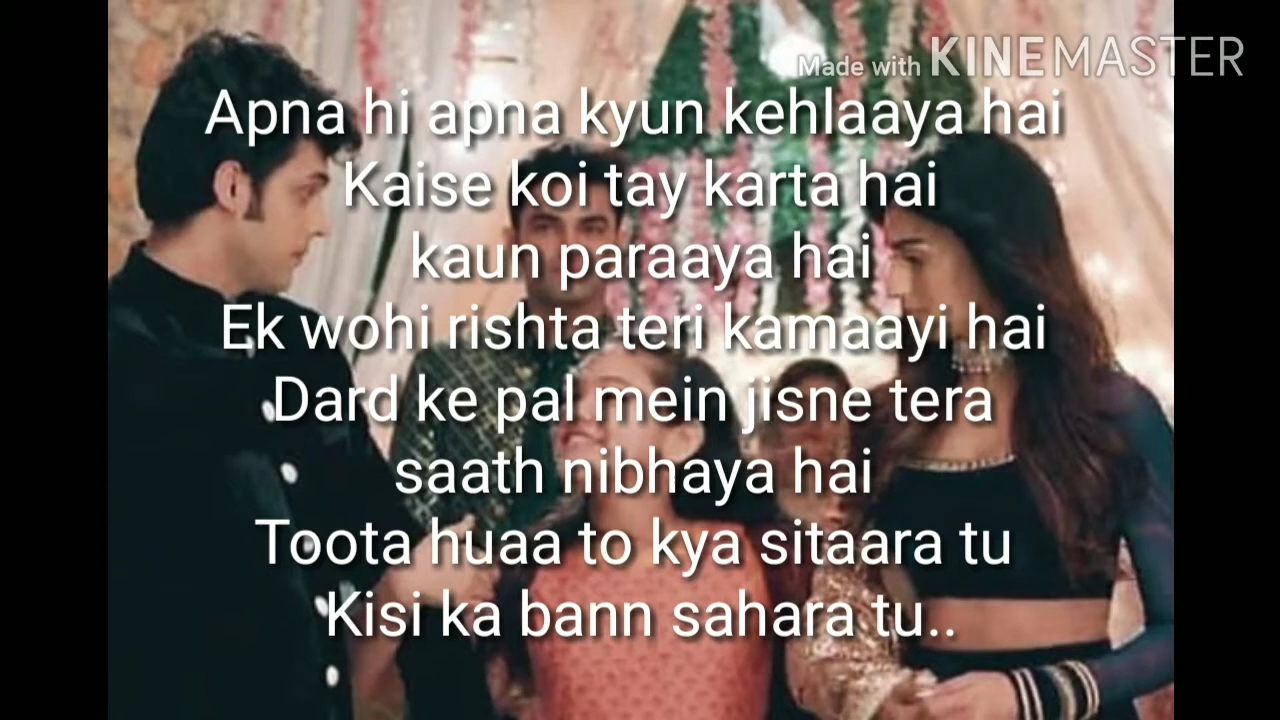 Made with KINEMASTER
Apna hi apna kyun kehlaaya hai
Kaise koi tay karta hai
kaun paraaya hai
Ek wohi rishta teri kamaayi hai
Dard ke pal mein jisne tera
saath nibhaya hai
Toota huaa to kya sitaara tu
Kisi ka bann sahara tu..